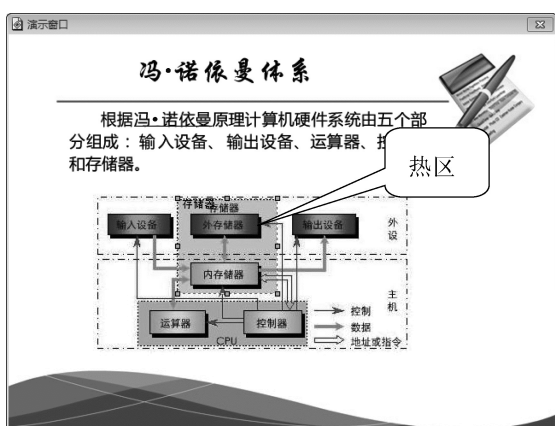 演示窗口
冯·诺依曼体系
根据冯•诺依曼原理计算机硬件系统由五个部
分组成：输入设备、输出设备、运算器、
和存储器。
热区
存储器
存储器
输入设备
外存储器
输出设备
外设
内存储器
主机
运算器
控制器
CPU
控制
数据
地址或指令